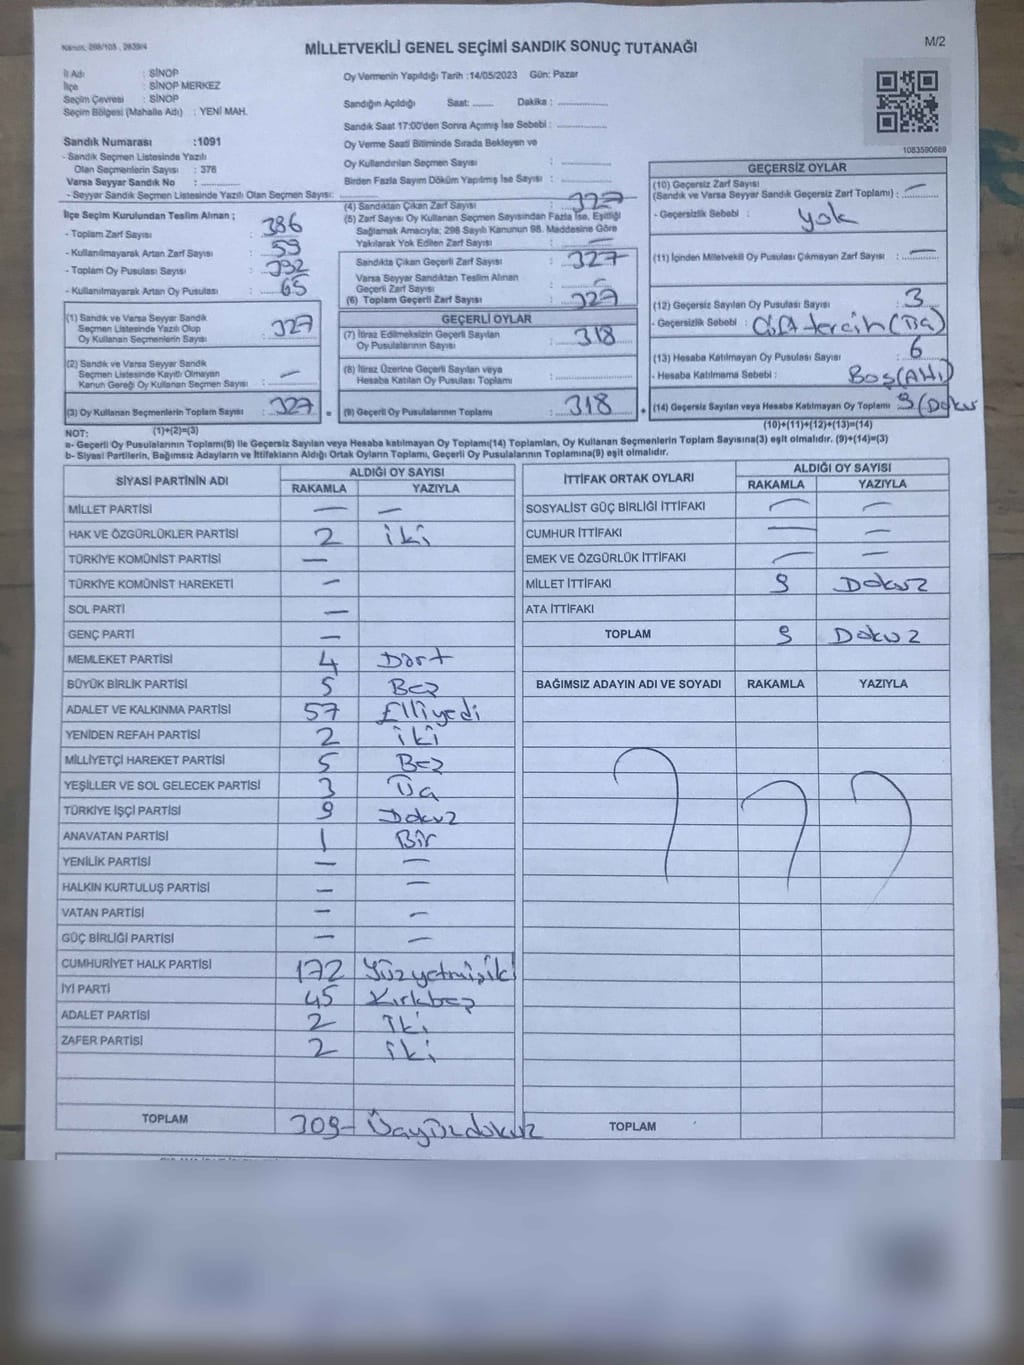 Kanun, 298/105 , 2839/4
MİLLETVEKİLİ GENEL SEÇİMİ SANDIK SONUÇ TUTANAĞI
M/2
İl Adı : SİNOP
İlçe : SİNOP MERKEZ
Seçim Çevresi : SİNOP
Seçim Bölgesi (Mahalle Adı) : YENİ MAH.
Sandık Numarası :1091
- Sandık Seçmen Listesinde Yazılı
Olan Seçmenlerin Sayısı : 376
Varsa Seyyar Sandık No : ............
- Seyyar Sandık Seçmen Listesinde Yazılı Olan Seçmen Sayısı: ............
Oy Vermenin Yapıldığı Tarih :14/05/2023 Gün: Pazar
Sandığın Açıldığı Saat: ....... Dakika : ................
Sandık Saat 17:00'den Sonra Açımış İse Sebebi : ................
Oy Verme Saati Bitiminde Sırada Bekleyen ve
Oy Kullandırılan Seçmen Sayısı : ................
Birden Fazla Sayım Döküm Yapılmış İse Sayısı : ................
1083590669
İlçe Seçim Kurulundan Teslim Alınan ;
- Toplam Zarf Sayısı : 386
- Kullanılmayarak Artan Zarf Sayısı : 59
- Toplam Oy Pusulası Sayısı : 392
- Kullanılmayarak Artan Oy Pusulası : 65
(1) Sandık ve Varsa Seyyar Sandık
Seçmen Listesinde Yazılı Olup
Oy Kullanan Seçmenlerin Sayısı : 327
(2) Sandık ve Varsa Seyyar Sandık
Seçmen Listesinde Kayıtlı Olmayan
Kanun Gereği Oy Kullanan Seçmen Sayısı : —
(3) Oy Kullanan Seçmenlerin Toplam Sayısı : 327
(4) Sandıktan Çıkan Zarf Sayısı : 327
(5) Zarf Sayısı Oy Kullanan Seçmen Sayısından Fazla İse, Eşitliği
Sağlamak Amacıyla; 298 Sayılı Kanunun 98. Maddesine Göre
Yakılarak Yok Edilen Zarf Sayısı : —
Sandıkta Çıkan Geçerli Zarf Sayısı : 327
Varsa Seyyar Sandıktan Teslim Alınan
Geçerli Zarf Sayısı : —
(6) Toplam Geçerli Zarf Sayısı : 327
GEÇERLİ OYLAR
(7) İtiraz Edilmeksizin Geçerli Sayılan
Oy Pusulalarının Sayısı : 318
(8) İtiraz Üzerine Geçerli Sayılan veya
Hesaba Katılan Oy Pusulası Toplamı : ................
(9) Geçerli Oy Pusulalarının Toplamı : 318
GEÇERSİZ OYLAR
(10) Geçersiz Zarf Sayısı
(Sandık ve Varsa Sandık Geçersiz Zarf Toplamı) : —
- Geçersizlik Sebebi : yok
(11) İçinden Milletvekili Oy Pusulası Çıkmayan Zarf Sayısı : —
(12) Geçersiz Sayılan Oy Pusulası Sayısı : 3
- Geçersizlik Sebebi : Çift tercih
(13) Hesaba Katılmayan Oy Pusulası Sayısı : 6
- Hesaba Katılmama Sebebi : Boş
(14) Geçersiz Sayılan veya Hesaba Katılmayan Oy Toplamı : 9 (Dokuz
NOT: (1)+(2)=(3)
(10)+(11)+(12)+(13)=(14)
a- Geçerli Oy Pusulalarının Toplamı(9) ile Geçersiz Sayılan veya Hesaba katılmayan Oy Toplamı(14) Toplamları, Oy Kullanan Seçmenlerin Toplam Sayısına(3) eşit olmalıdır. (9)+(14)=(3)
b- Siyasi Partilerin, Bağımsız Adayların ve İttifakların Aldığı Ortak Oyların Toplamı, Geçerli Oy Pusulalarının Toplamına(9) eşit olmalıdır.
SİYASİ PARTİNİN ADI ALDIĞI OY SAYISI
RAKAMLA YAZIYLA
MİLLET PARTİSİ — —
HAK VE ÖZGÜRLÜKLER PARTİSİ 2 iki
TÜRKİYE KOMÜNİST PARTİSİ —
TÜRKİYE KOMÜNİST HAREKETİ —
SOL PARTİ —
GENÇ PARTİ —
MEMLEKET PARTİSİ 4 Dört
BÜYÜK BİRLİK PARTİSİ 5 Beş
ADALET VE KALKINMA PARTİSİ 57 Elliyedi
YENİDEN REFAH PARTİSİ 2 iki
MİLLİYETÇİ HAREKET PARTİSİ 5 Beş
YEŞİLLER VE SOL GELECEK PARTİSİ 3 Üç
TÜRKİYE İŞÇİ PARTİSİ 9 Dokuz
ANAVATAN PARTİSİ 1 Bir
YENİLİK PARTİSİ — —
HALKIN KURTULUŞ PARTİSİ — —
VATAN PARTİSİ — —
GÜÇ BİRLİĞİ PARTİSİ — —
CUMHURİYET HALK PARTİSİ 172 Yüzyetmişiki
İYİ PARTİ 45 Kırkbeş
ADALET PARTİSİ 2 İki
ZAFER PARTİSİ 2 iki
TOPLAM 309- Üçyüzdokuz
İTTİFAK ORTAK OYLARI ALDIĞI OY SAYISI
RAKAMLA YAZIYLA
SOSYALİST GÜÇ BİRLİĞİ İTTİFAKI — —
CUMHUR İTTİFAKI — —
EMEK VE ÖZGÜRLÜK İTTİFAKI — —
MİLLET İTTİFAKI 9 Dokuz
ATA İTTİFAKI
TOPLAM 9 Dokuz
BAĞIMSIZ ADAYIN ADI VE SOYADI RAKAMLA YAZIYLA
TOPLAM